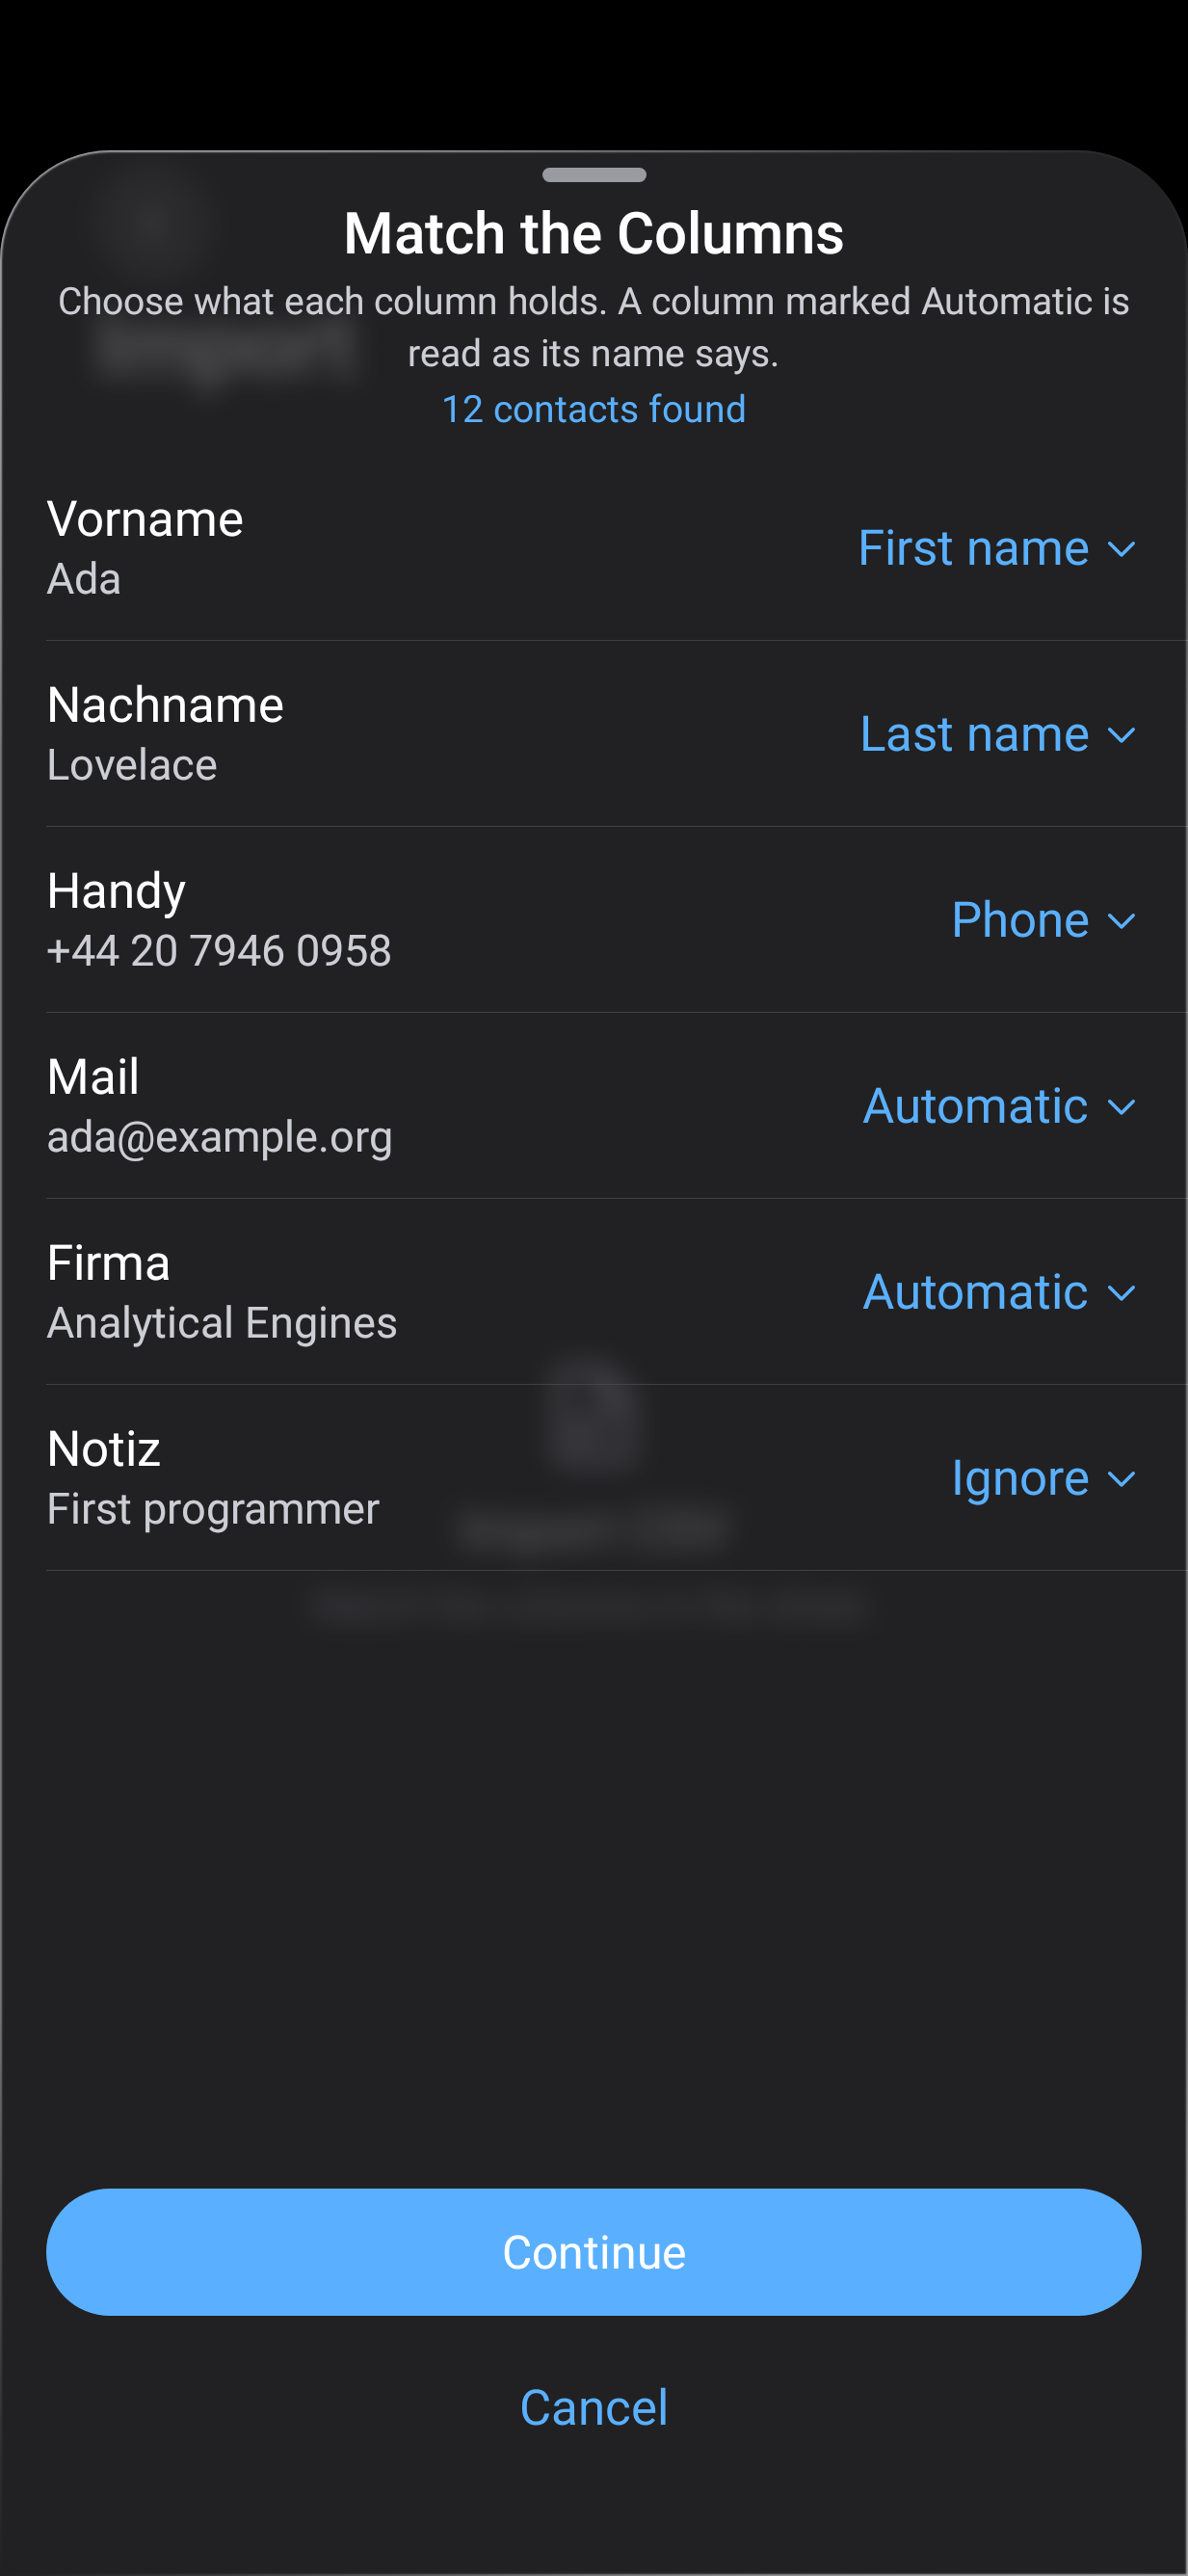 Match the Columns
Choose what each column holds. A column marked Automatic is
read as its name says.
12 contacts found
Vorname
Ada
First name
Nachname
Lovelace
Last name
Handy
+44 20 7946 0958
Phone
Mail
ada@example.org
Automatic
Firma
Analytical Engines
Automatic
Notiz
First programmer
Ignore
Continue
Cancel